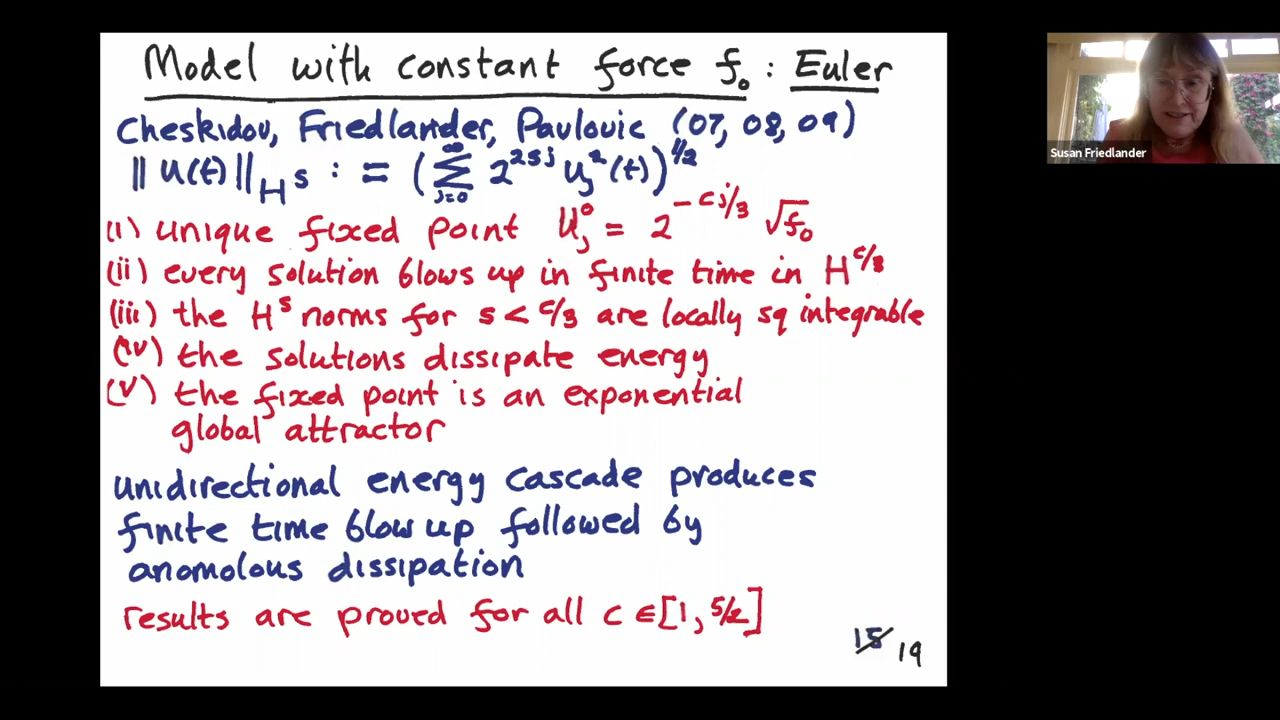 Model with constant force f₀ : Euler
Cheskidov, Friedlander, Pavlovic (07, 08, 09)
‖ u(t) ‖_{H^s} := ( ∑_{j=0}^{∞} 2^{2sj} u_j²(t) )^{1/2}
(i) unique fixed point u_j⁰ = 2^{-cj/3} √f₀
(ii) every solution blows up in finite time in H^{c/3}
(iii) the H^s norms for s < c/3 are locally sq integrable
(iv) the solutions dissipate energy
(v) the fixed point is an exponential
global attractor
unidirectional energy cascade produces
finite time blow up followed by
anomolous dissipation
results are proved for all c ∈ [1, 5/2]
15 19
Susan Friedlander